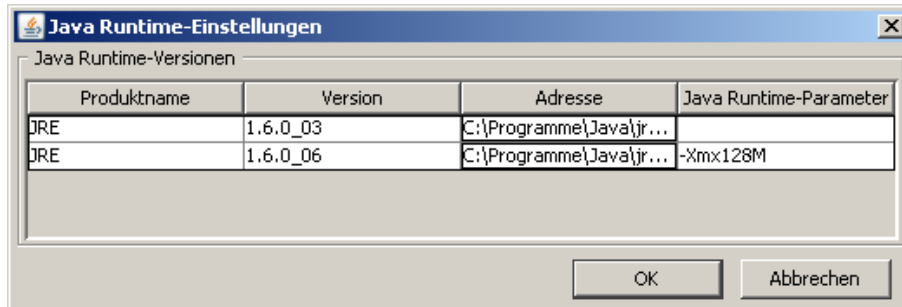 Java Runtime-Einstellungen
Java Runtime-Versionen
Produktname Version Adresse Java Runtime-Parameter
JRE 1.6.0_03 C:\Programme\Java\jr...
JRE 1.6.0_06 C:\Programme\Java\jr... -Xmx128M
OK Abbrechen